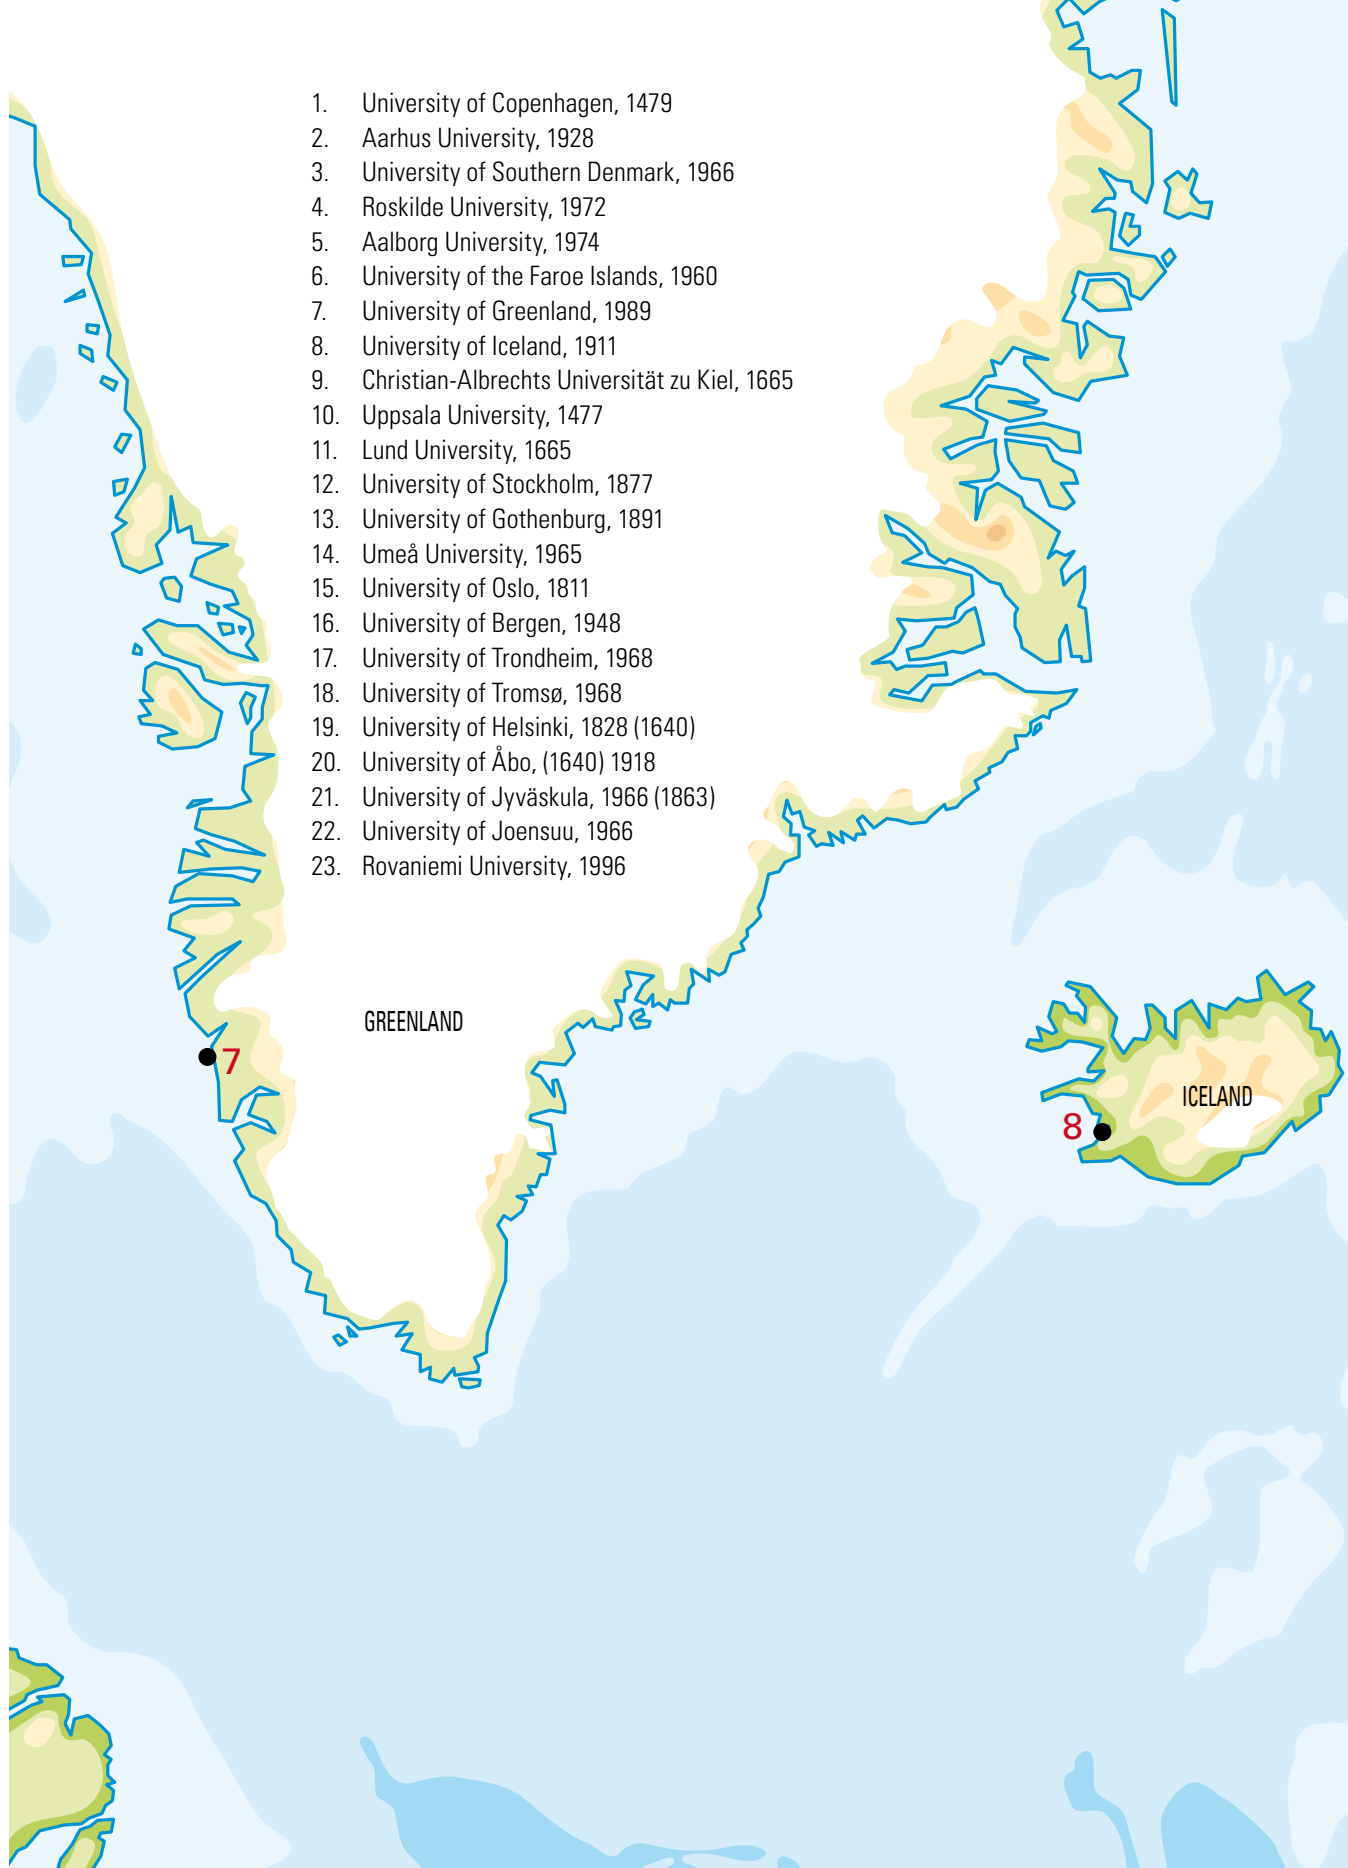 1. University of Copenhagen, 1479
2. Aarhus University, 1928
3. University of Southern Denmark, 1966
4. Roskilde University, 1972
5. Aalborg University, 1974
6. University of the Faroe Islands, 1960
7. University of Greenland, 1989
8. University of Iceland, 1911
9. Christian-Albrechts Universität zu Kiel, 1665
10. Uppsala University, 1477
11. Lund University, 1665
12. University of Stockholm, 1877
13. University of Gothenburg, 1891
14. Umeå University, 1965
15. University of Oslo, 1811
16. University of Bergen, 1948
17. University of Trondheim, 1968
18. University of Tromsø, 1968
19. University of Helsinki, 1828 (1640)
20. University of Åbo, (1640) 1918
21. University of Jyväskula, 1966 (1863)
22. University of Joensuu, 1966
23. Rovaniemi University, 1996
GREENLAND
7
ICELAND
8